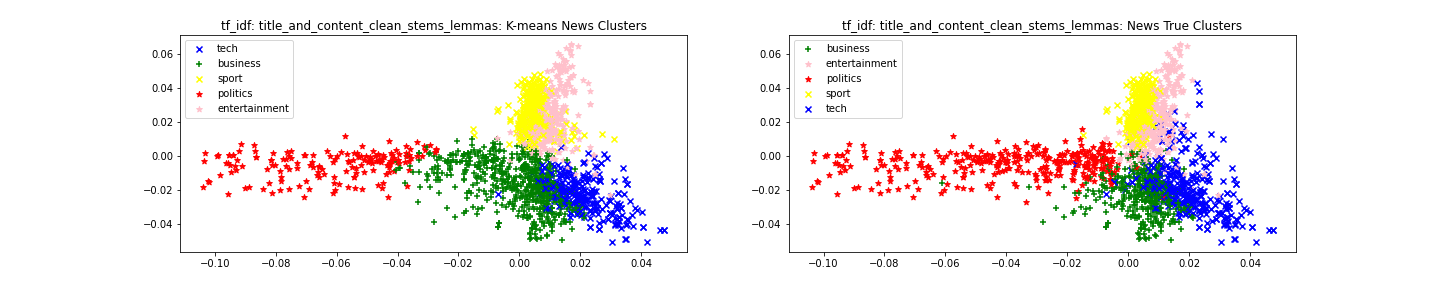 tf_idf: title_and_content_clean_stems_lemmas: K-means News Clusters
0.06
0.04
0.02
0.00
−0.02
−0.04
tech
business
sport
politics
entertainment
−0.10
−0.08
−0.06
−0.04
−0.02
0.00
0.02
0.04
tf_idf: title_and_content_clean_stems_lemmas: News True Clusters
0.06
0.04
0.02
0.00
−0.02
−0.04
business
entertainment
politics
sport
tech
−0.10
−0.08
−0.06
−0.04
−0.02
0.00
0.02
0.04